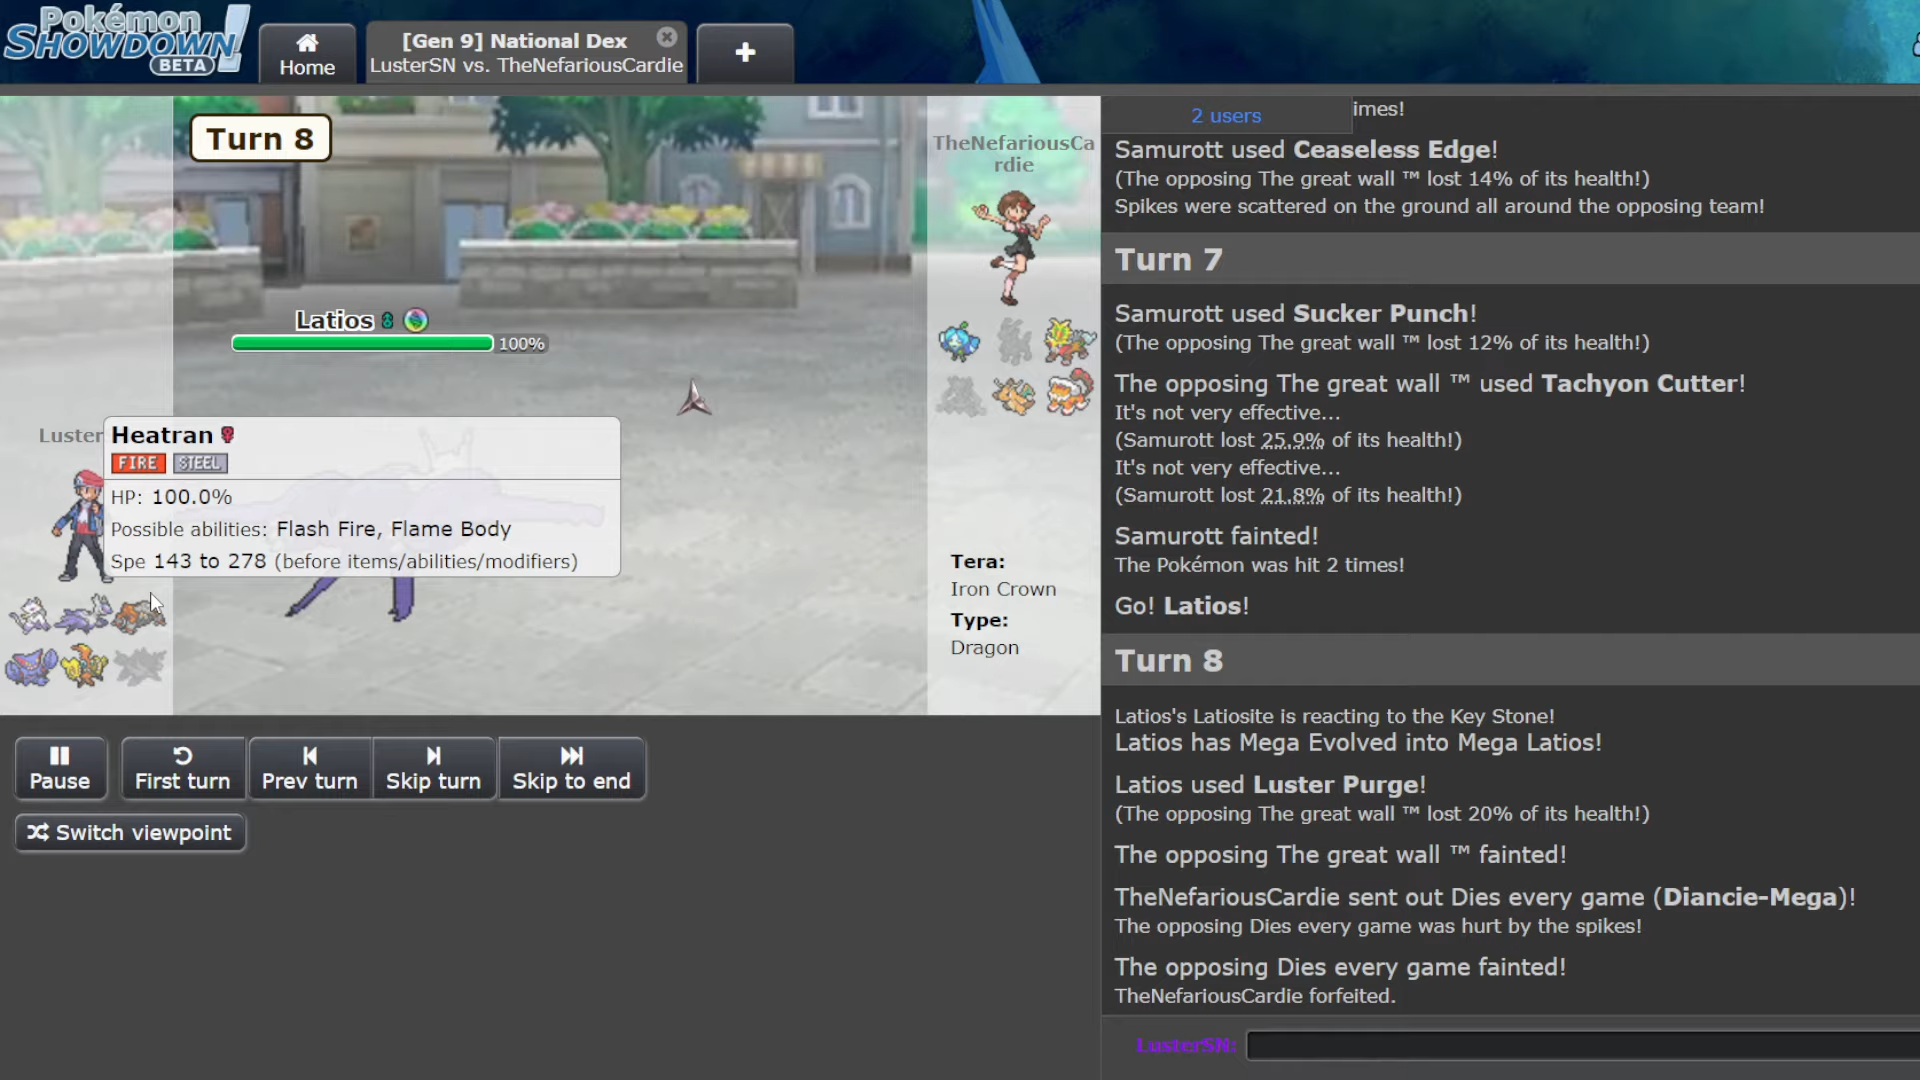 Pokémon
SHOWDOWN!
BETA
Home
[Gen 9] National Dex
LusterSN vs. TheNefariousCardie
Turn 8
TheNefariousCa
rdie
Latios
100%
Luster
Heatran
FIRE STEEL
HP: 100.0%
Possible abilities: Flash Fire, Flame Body
Spe 143 to 278 (before items/abilities/modifiers)
Tera:
Iron Crown
Type:
Dragon
Pause
First turn
Prev turn
Skip turn
Skip to end
Switch viewpoint
2 users
imes!
Samurott used Ceaseless Edge!
(The opposing The great wall ™ lost 14% of its health!)
Spikes were scattered on the ground all around the opposing team!
Turn 7
Samurott used Sucker Punch!
(The opposing The great wall ™ lost 12% of its health!)
The opposing The great wall ™ used Tachyon Cutter!
It's not very effective...
(Samurott lost 25.9% of its health!)
It's not very effective...
(Samurott lost 21.8% of its health!)
Samurott fainted!
The Pokémon was hit 2 times!
Go! Latios!
Turn 8
Latios's Latiosite is reacting to the Key Stone!
Latios has Mega Evolved into Mega Latios!
Latios used Luster Purge!
(The opposing The great wall ™ lost 20% of its health!)
The opposing The great wall ™ fainted!
TheNefariousCardie sent out Dies every game (Diancie-Mega)!
The opposing Dies every game was hurt by the spikes!
The opposing Dies every game fainted!
TheNefariousCardie forfeited.
LusterSN: